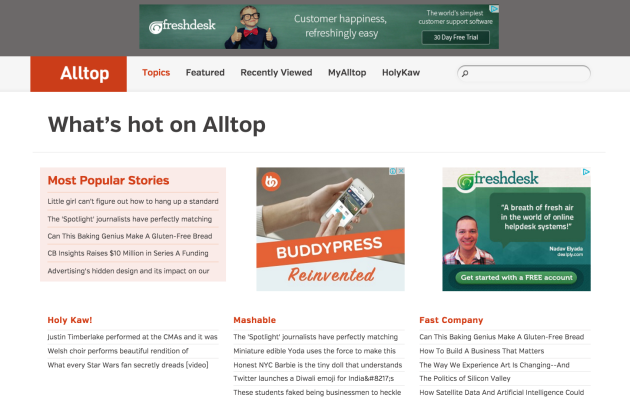 freshdesk
Customer happiness,
refreshingly easy
The world's simplest
customer support software
30 Day Free Trial
Alltop
Topics Featured Recently Viewed MyAlltop HolyKaw
What's hot on Alltop
Most Popular Stories
Little girl can't figure out how to hang up a standard
The 'Spotlight' journalists have perfectly matching
Can This Baking Genius Make A Gluten-Free Bread
CB Insights Raises $10 Million in Series A Funding
Advertising's hidden design and its impact on our
BUDDYPRESS
Reinvented
freshdesk
"A breath of fresh air
in the world of online
helpdesk systems!"
Nadav Elyada
Get started with a FREE account
Holy Kaw!
Justin Timberlake performed at the CMAs and it was
Welsh choir performs beautiful rendition of
What every Star Wars fan secretly dreads [video]
Mashable
The 'Spotlight' journalists have perfectly matching
Miniature edible Yoda uses the force to make this
Honest NYC Barbie is the tiny doll that understands
Twitter launches a Diwali emoji for India&#8217;s
These students faked being businessmen to heckle
Fast Company
Can This Baking Genius Make A Gluten-Free Bread
How To Build A Business That Matters
The Way We Experience Art Is Changing--And
The Politics of Silicon Valley
How Satellite Data And Artificial Intelligence Could